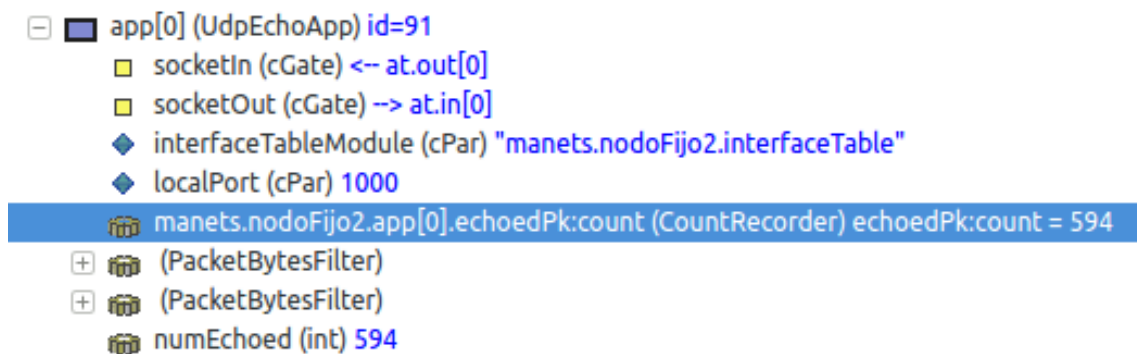 app[0] (UdpEchoApp) id=91
socketIn (cGate) <-- at.out[0]
socketOut (cGate) --> at.in[0]
interfaceTableModule (cPar) "manets.nodoFijo2.interfaceTable"
localPort (cPar) 1000
manets.nodoFijo2.app[0].echoedPk:count (CountRecorder) echoedPk:count = 594
(PacketBytesFilter)
(PacketBytesFilter)
numEchoed (int) 594